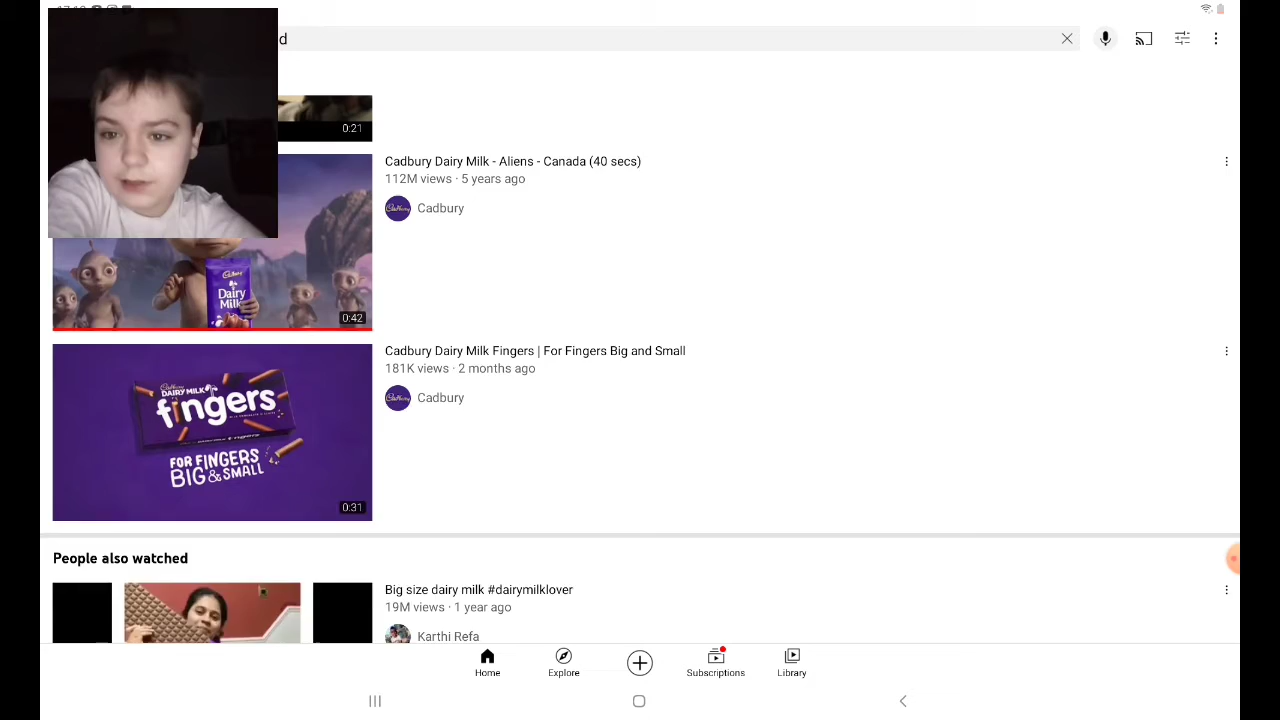 d
0:21
Cadbury Dairy Milk - Aliens - Canada (40 secs)
112M views · 5 years ago
Cadbury
Cadbury
Dairy
Milk
0:42
Cadbury Dairy Milk Fingers | For Fingers Big and Small
181K views · 2 months ago
Cadbury
Cadbury
DAIRY MILK
fingers
FOR FINGERS
BIG & SMALL
0:31
People also watched
Big size dairy milk #dairymilklover
19M views · 1 year ago
Karthi Refa
Home
Explore
Subscriptions
Library